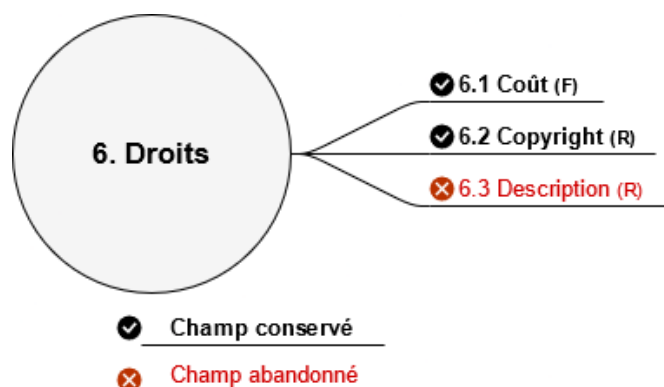 6. Droits
6.1 Coût (F)
6.2 Copyright (R)
6.3 Description (R)
Champ conservé
Champ abandonné